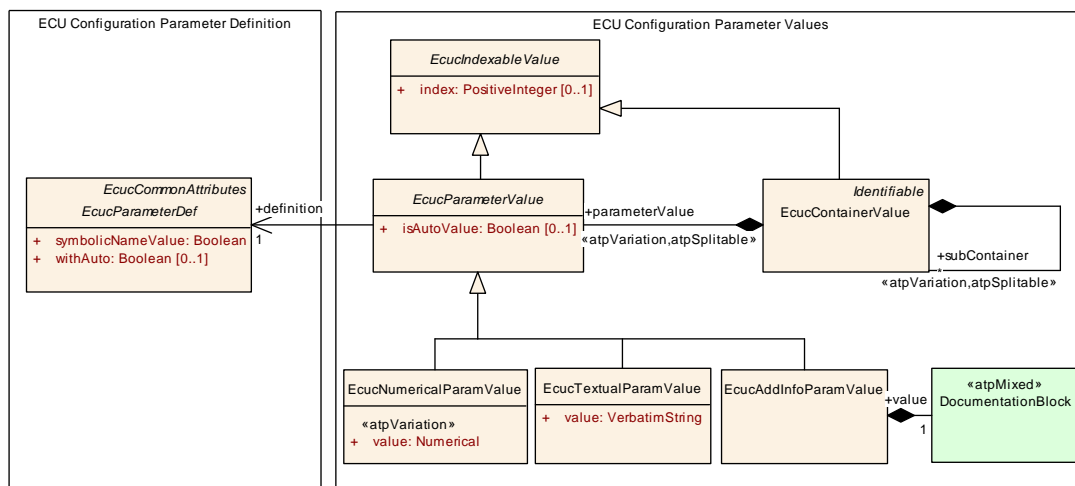 ECU Configuration Parameter Definition
ECU Configuration Parameter Values
EcucIndexableValue
+ index: PositiveInteger [0..1]
EcucCommonAttributes
EcucParameterDef
+ symbolicNameValue: Boolean
+ withAuto: Boolean [0..1]
+definition
1
EcucParameterValue
+ isAutoValue: Boolean [0..1]
+parameterValue
«atpVariation,atpSplitable»
Identifiable
EcucContainerValue
+subContainer
*
«atpVariation,atpSplitable»
EcucNumericalParamValue
«atpVariation»
+ value: Numerical
EcucTextualParamValue
+ value: VerbatimString
EcucAddInfoParamValue
+value
1
«atpMixed»
DocumentationBlock